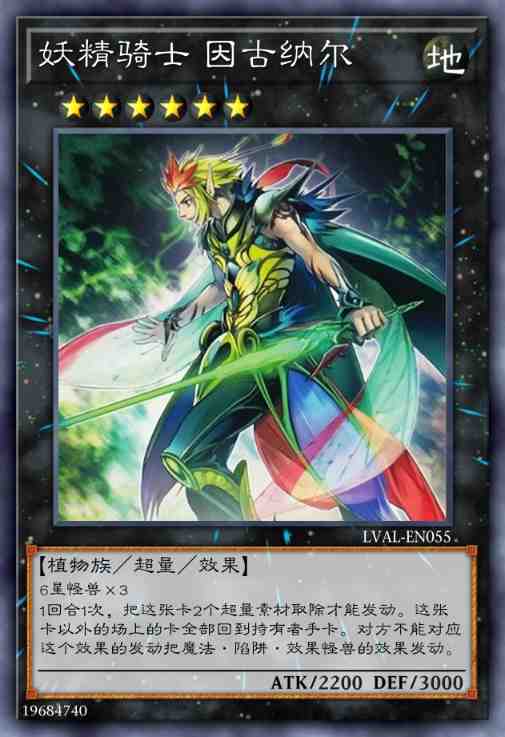 妖精骑士 因古纳尔
地
LVAL-EN055
【植物族／超量／效果】
6星怪兽×3
1回合1次，把这张卡2个超量素材取除才能发动。这张
卡以外的场上的卡全部回到持有者手卡。对方不能对应
这个效果的发动把魔法·陷阱·效果怪兽的效果发动。
ATK/2200 DEF/3000
19684740